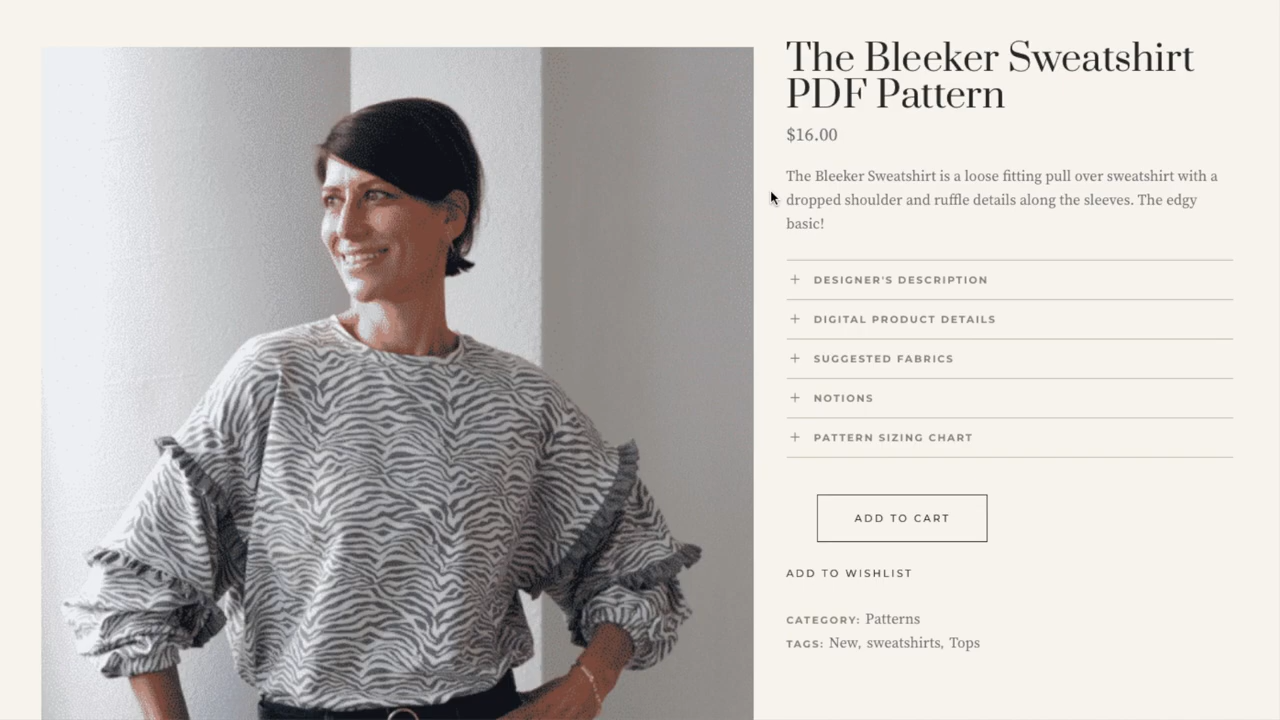 The Bleeker Sweatshirt
PDF Pattern
$16.00
The Bleeker Sweatshirt is a loose fitting pull over sweatshirt with a
dropped shoulder and ruffle details along the sleeves. The edgy
basic!
+ DESIGNER'S DESCRIPTION
+ DIGITAL PRODUCT DETAILS
+ SUGGESTED FABRICS
+ NOTIONS
+ PATTERN SIZING CHART
ADD TO CART
ADD TO WISHLIST
CATEGORY: Patterns
TAGS: New, sweatshirts, Tops